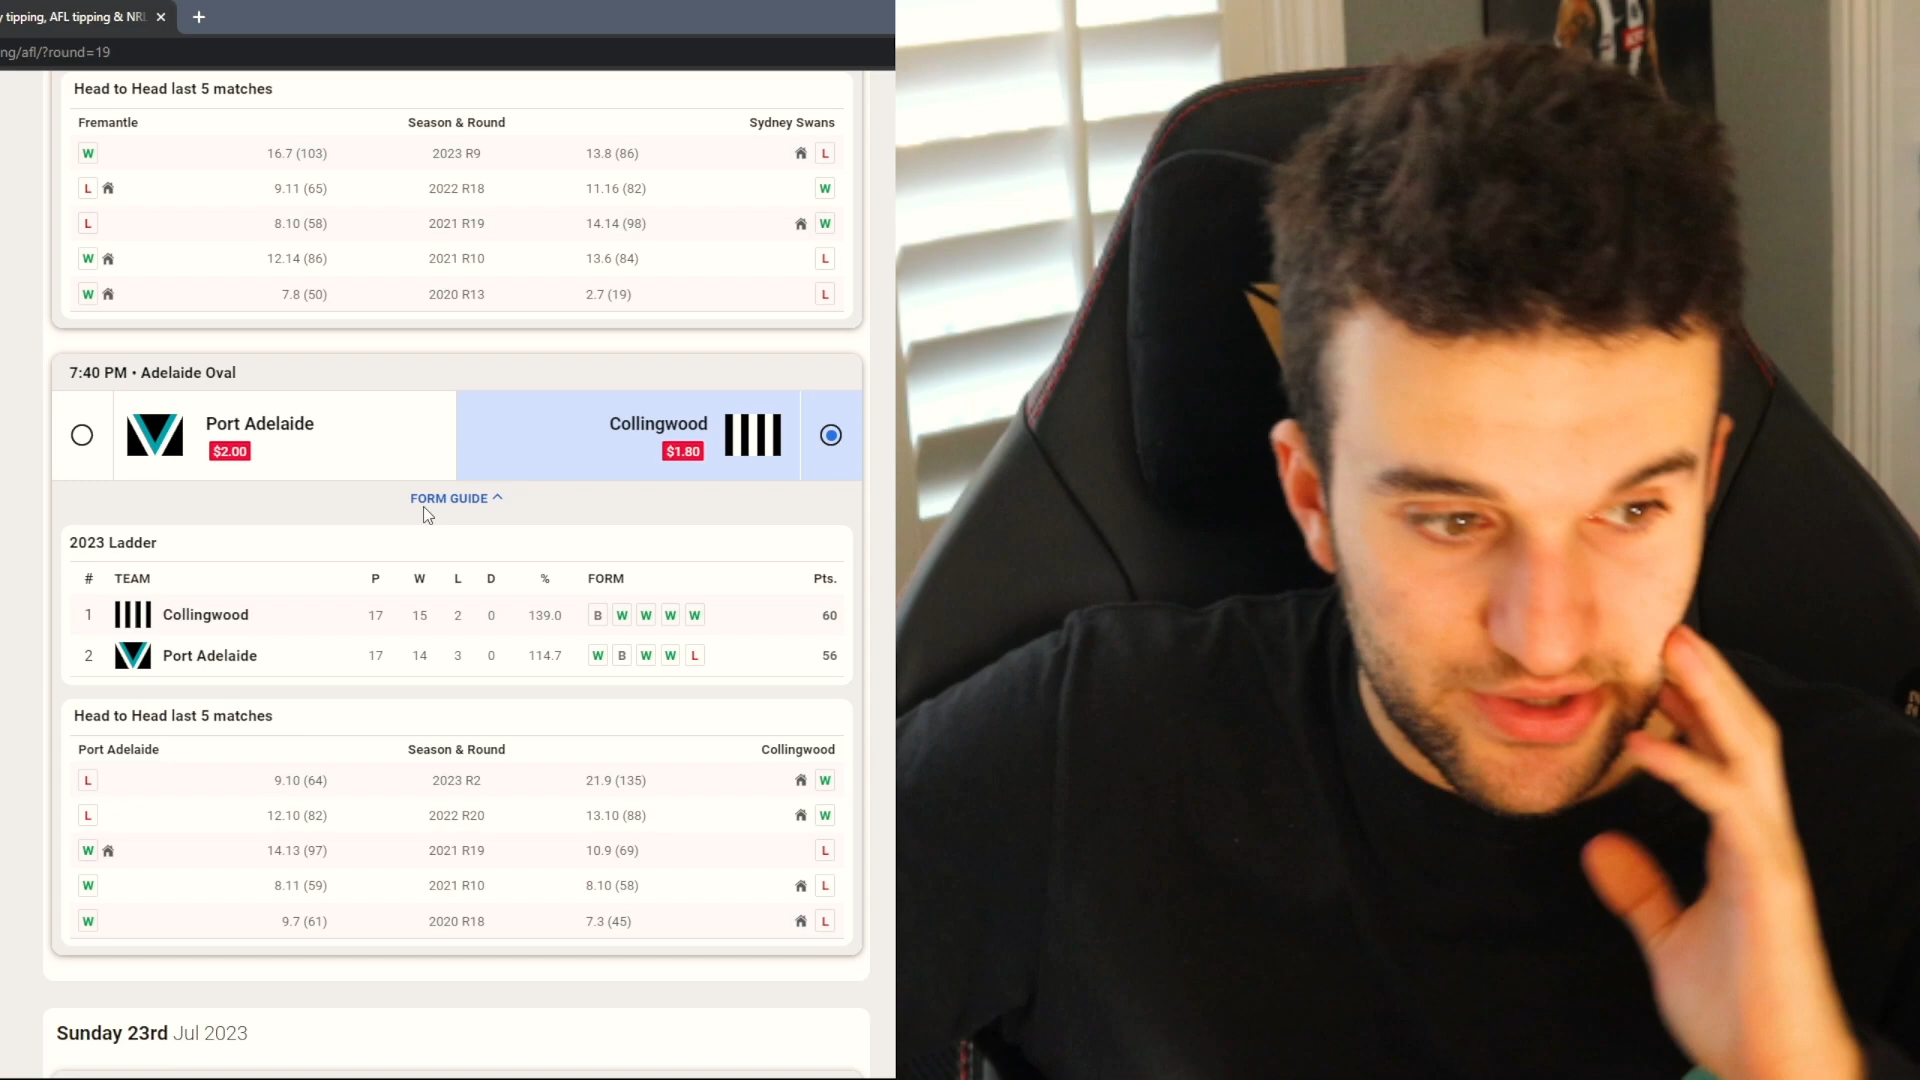 y tipping, AFL tipping & NRL
ng/afl/?round=19
Head to Head last 5 matches
Fremantle Season & Round Sydney Swans
W 16.7 (103) 2023 R9 13.8 (86) L
L 9.11 (65) 2022 R18 11.16 (82) W
L 8.10 (58) 2021 R19 14.14 (98) W
W 12.14 (86) 2021 R10 13.6 (84) L
W 7.8 (50) 2020 R13 2.7 (19) L
7:40 PM • Adelaide Oval
Port Adelaide Collingwood
$2.00 $1.80
FORM GUIDE
2023 Ladder
# TEAM P W L D % FORM Pts.
1 Collingwood 17 15 2 0 139.0 B W W W W 60
2 Port Adelaide 17 14 3 0 114.7 W B W W L 56
Head to Head last 5 matches
Port Adelaide Season & Round Collingwood
L 9.10 (64) 2023 R2 21.9 (135) W
L 12.10 (82) 2022 R20 13.10 (88) W
W 14.13 (97) 2021 R19 10.9 (69) L
W 8.11 (59) 2021 R10 8.10 (58) L
W 9.7 (61) 2020 R18 7.3 (45) L
Sunday 23rd Jul 2023